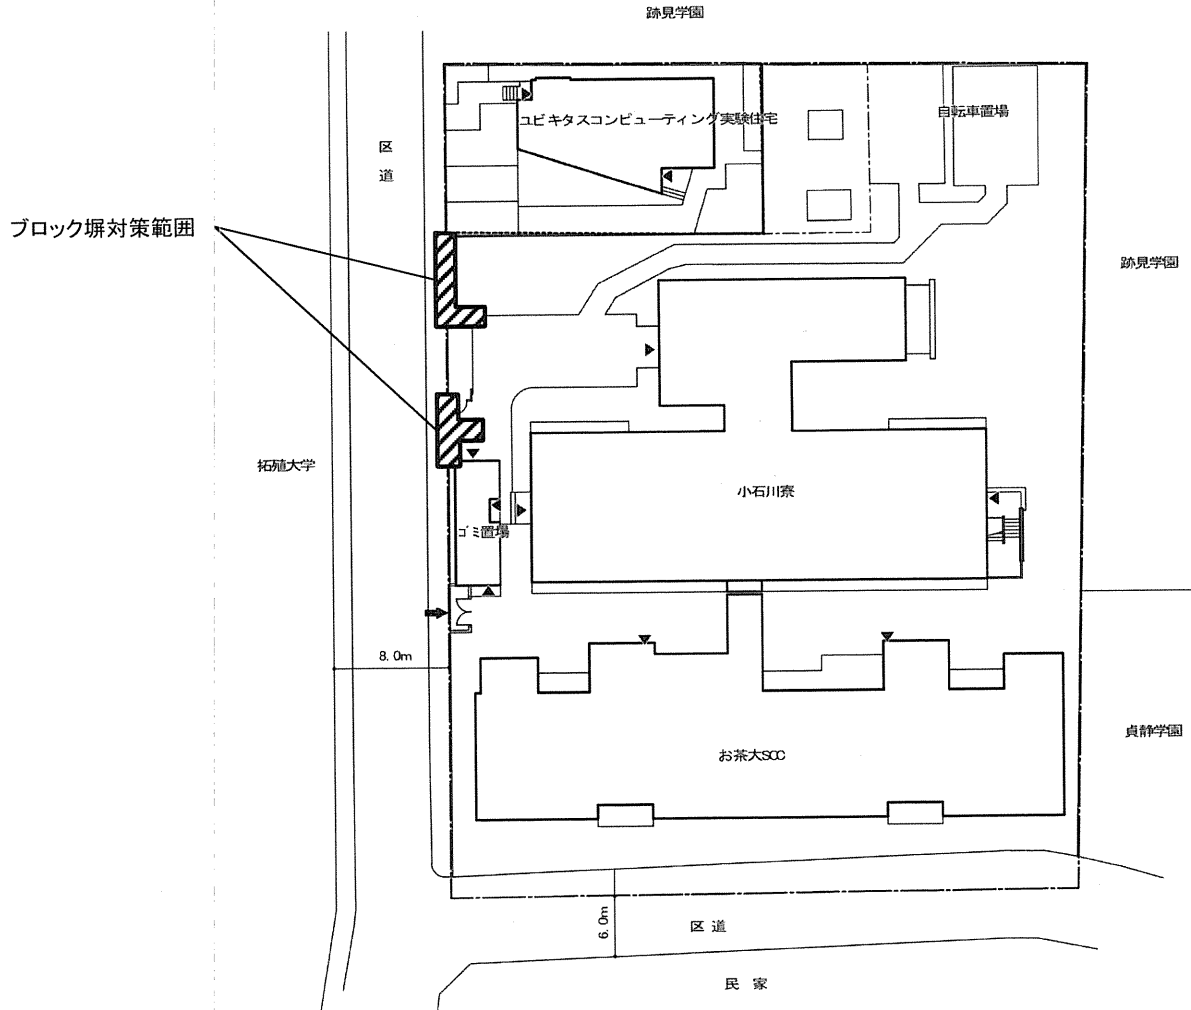 跡見学園
ユビキタスコンピューティング実験住宅
自転車置場
区
道
ブロック塀対策範囲
跡見学園
拓殖大学
小石川寮
ゴミ置場
8.0m
貞静学園
お茶大SCC
6.0m
区 道
民 家